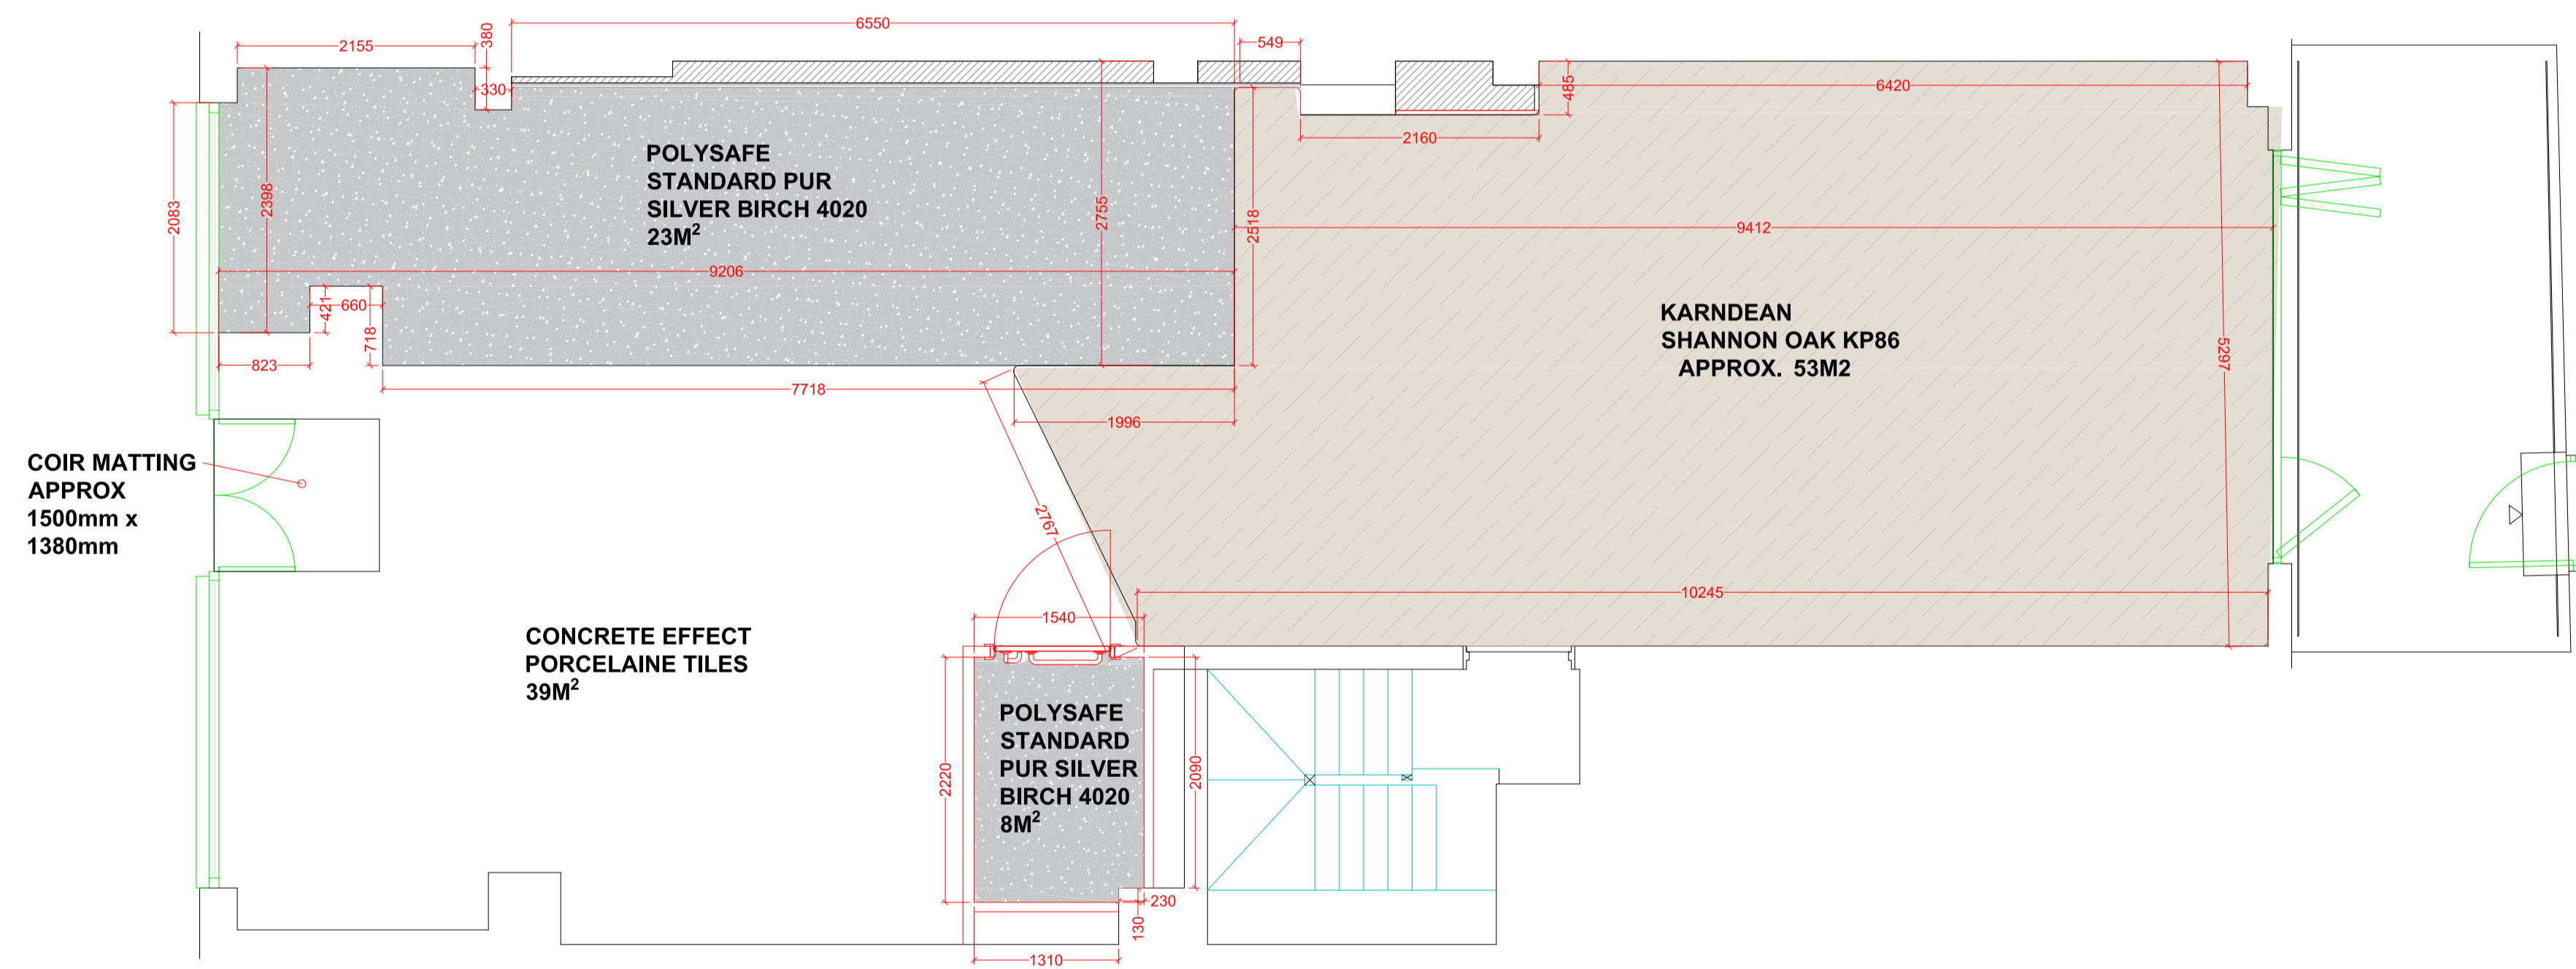 6550
2155
380
549
330
485
6420
2160
POLYSAFE
STANDARD PUR
SILVER BIRCH 4020
23M²
2083
2398
2755
2518
9412
9206
421
660
718
823
7718
1996
KARNDEAN
SHANNON OAK KP86
APPROX. 53M2
5297
COIR MATTING
APPROX
1500mm x
1380mm
2767
10245
1540
CONCRETE EFFECT
PORCELAINE TILES
39M²
POLYSAFE
STANDARD
PUR SILVER
BIRCH 4020
8M²
2220
2090
230
130
1310